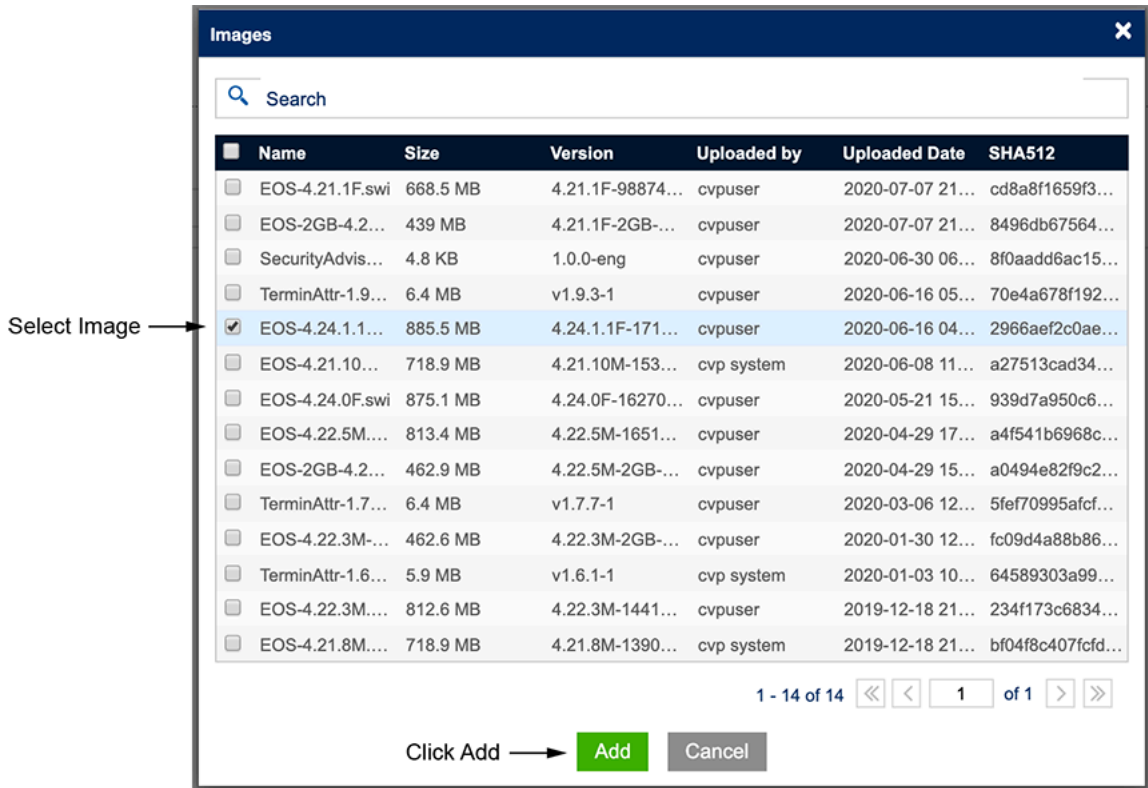 Images
Search
Name Size Version Uploaded by Uploaded Date SHA512
EOS-4.21.1F.swi 668.5 MB 4.21.1F-98874... cvpuser 2020-07-07 21... cd8a8f1659f3...
EOS-2GB-4.2... 439 MB 4.21.1F-2GB-... cvpuser 2020-07-07 21... 8496db67564...
SecurityAdvis... 4.8 KB 1.0.0-eng cvpuser 2020-06-30 06... 8f0aadd6ac15...
TerminAttr-1.9... 6.4 MB v1.9.3-1 cvpuser 2020-06-16 05... 70e4a678f192...
Select Image EOS-4.24.1.1... 885.5 MB 4.24.1.1F-171... cvpuser 2020-06-16 04... 2966aef2c0ae...
EOS-4.21.10... 718.9 MB 4.21.10M-153... cvp system 2020-06-08 11... a27513cad34...
EOS-4.24.0F.swi 875.1 MB 4.24.0F-16270... cvpuser 2020-05-21 15... 939d7a950c6...
EOS-4.22.5M.... 813.4 MB 4.22.5M-1651... cvpuser 2020-04-29 17... a4f541b6968c...
EOS-2GB-4.2... 462.9 MB 4.22.5M-2GB-... cvpuser 2020-04-29 15... a0494e82f9c2...
TerminAttr-1.7... 6.4 MB v1.7.7-1 cvpuser 2020-03-06 12... 5fef70995afcf...
EOS-4.22.3M-... 462.6 MB 4.22.3M-2GB-... cvpuser 2020-01-30 12... fc09d4a88b86...
TerminAttr-1.6... 5.9 MB v1.6.1-1 cvp system 2020-01-03 10... 64589303a99...
EOS-4.22.3M.... 812.6 MB 4.22.3M-1441... cvpuser 2019-12-18 21... 234f173c6834...
EOS-4.21.8M.... 718.9 MB 4.21.8M-1390... cvp system 2019-12-18 21... bf04f8c407fcfd...
1 - 14 of 14 1 of 1
Click Add Add Cancel